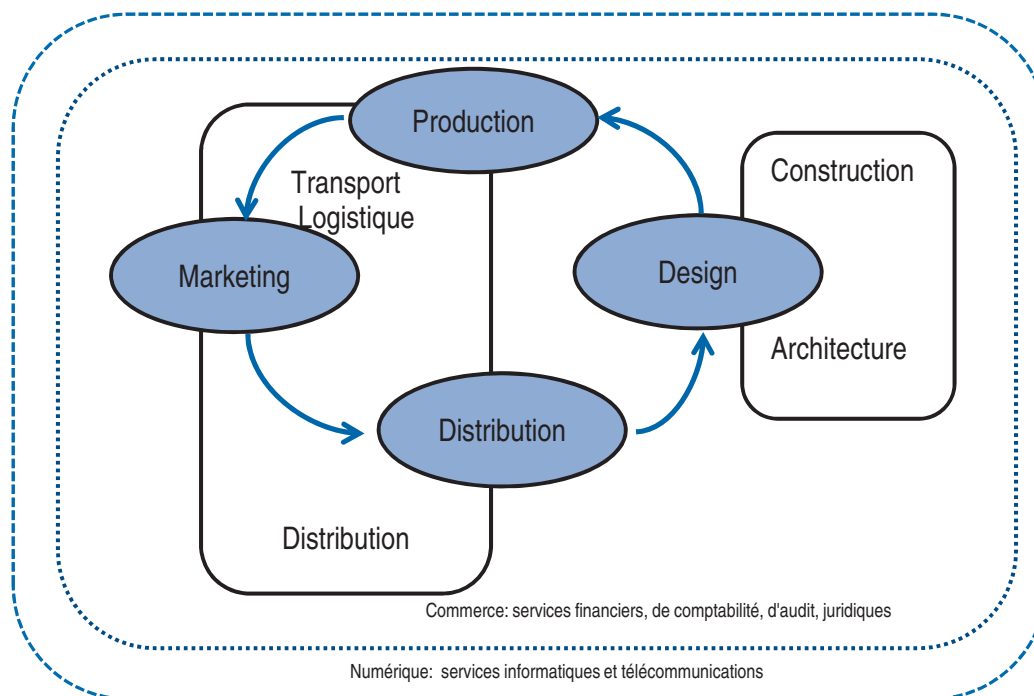 Production
Construction
Transport
Logistique
Marketing
Design
Architecture
Distribution
Distribution
Commerce: services financiers, de comptabilité, d'audit, juridiques
Numérique: services informatiques et télécommunications